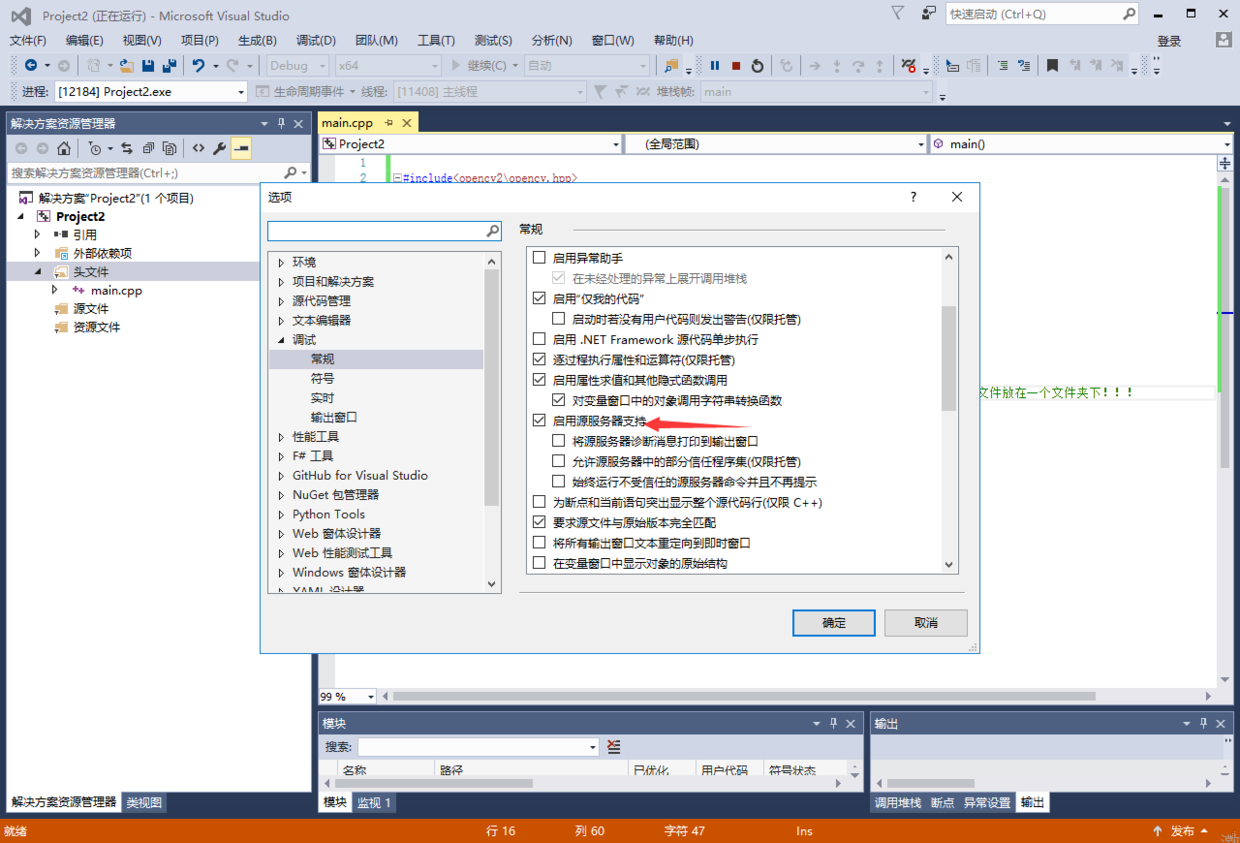 Project2 (正在运行) - Microsoft Visual Studio
快速启动 (Ctrl+Q)
文件(F) 编辑(E) 视图(V) 项目(P) 生成(B) 调试(D) 团队(M) 工具(T) 测试(S) 分析(N) 窗口(W) 帮助(H) 登录
Debug x64 继续(C) 自动
进程: [12184] Project2.exe 生命周期事件 线程: [11408] 主线程 堆栈帧: main
解决方案资源管理器
搜索解决方案资源管理器(Ctrl+;)
解决方案"Project2"(1 个项目)
Project2
引用
外部依赖项
头文件
main.cpp
源文件
资源文件
解决方案资源管理器 类视图
main.cpp
Project2 (全局范围) main()
1
2 #include<opencv2\opencv.hpp>
文件放在一个文件夹下!!!
选项 ?
环境
项目和解决方案
源代码管理
文本编辑器
调试
常规
符号
实时
输出窗口
性能工具
F# 工具
GitHub for Visual Studio
NuGet 包管理器
Python Tools
Web 窗体设计器
Web 性能测试工具
Windows 窗体设计器
YAML 设计器
常规
启用异常助手
在未经处理的异常上展开调用堆栈
启用"仅我的代码"
启动时若没有用户代码则发出警告(仅限托管)
启用 .NET Framework 源代码单步执行
逐过程执行属性和运算符(仅限托管)
启用属性求值和其他隐式函数调用
对变量窗口中的对象调用字符串转换函数
启用源服务器支持
将源服务器诊断消息打印到输出窗口
允许源服务器中的部分信任程序集(仅限托管)
始终运行不受信任的源服务器命令并且不再提示
为断点和当前语句突出显示整个源代码行(仅限 C++)
要求源文件与原始版本完全匹配
将所有输出窗口文本重定向到即时窗口
在变量窗口中显示对象的原始结构
确定 取消
99 %
模块
搜索:
名称 路径 已优化 用户代码 符号状态
模块 监视 1
输出
调用堆栈 断点 异常设置 输出
就绪 行 16 列 60 字符 47 Ins 发布